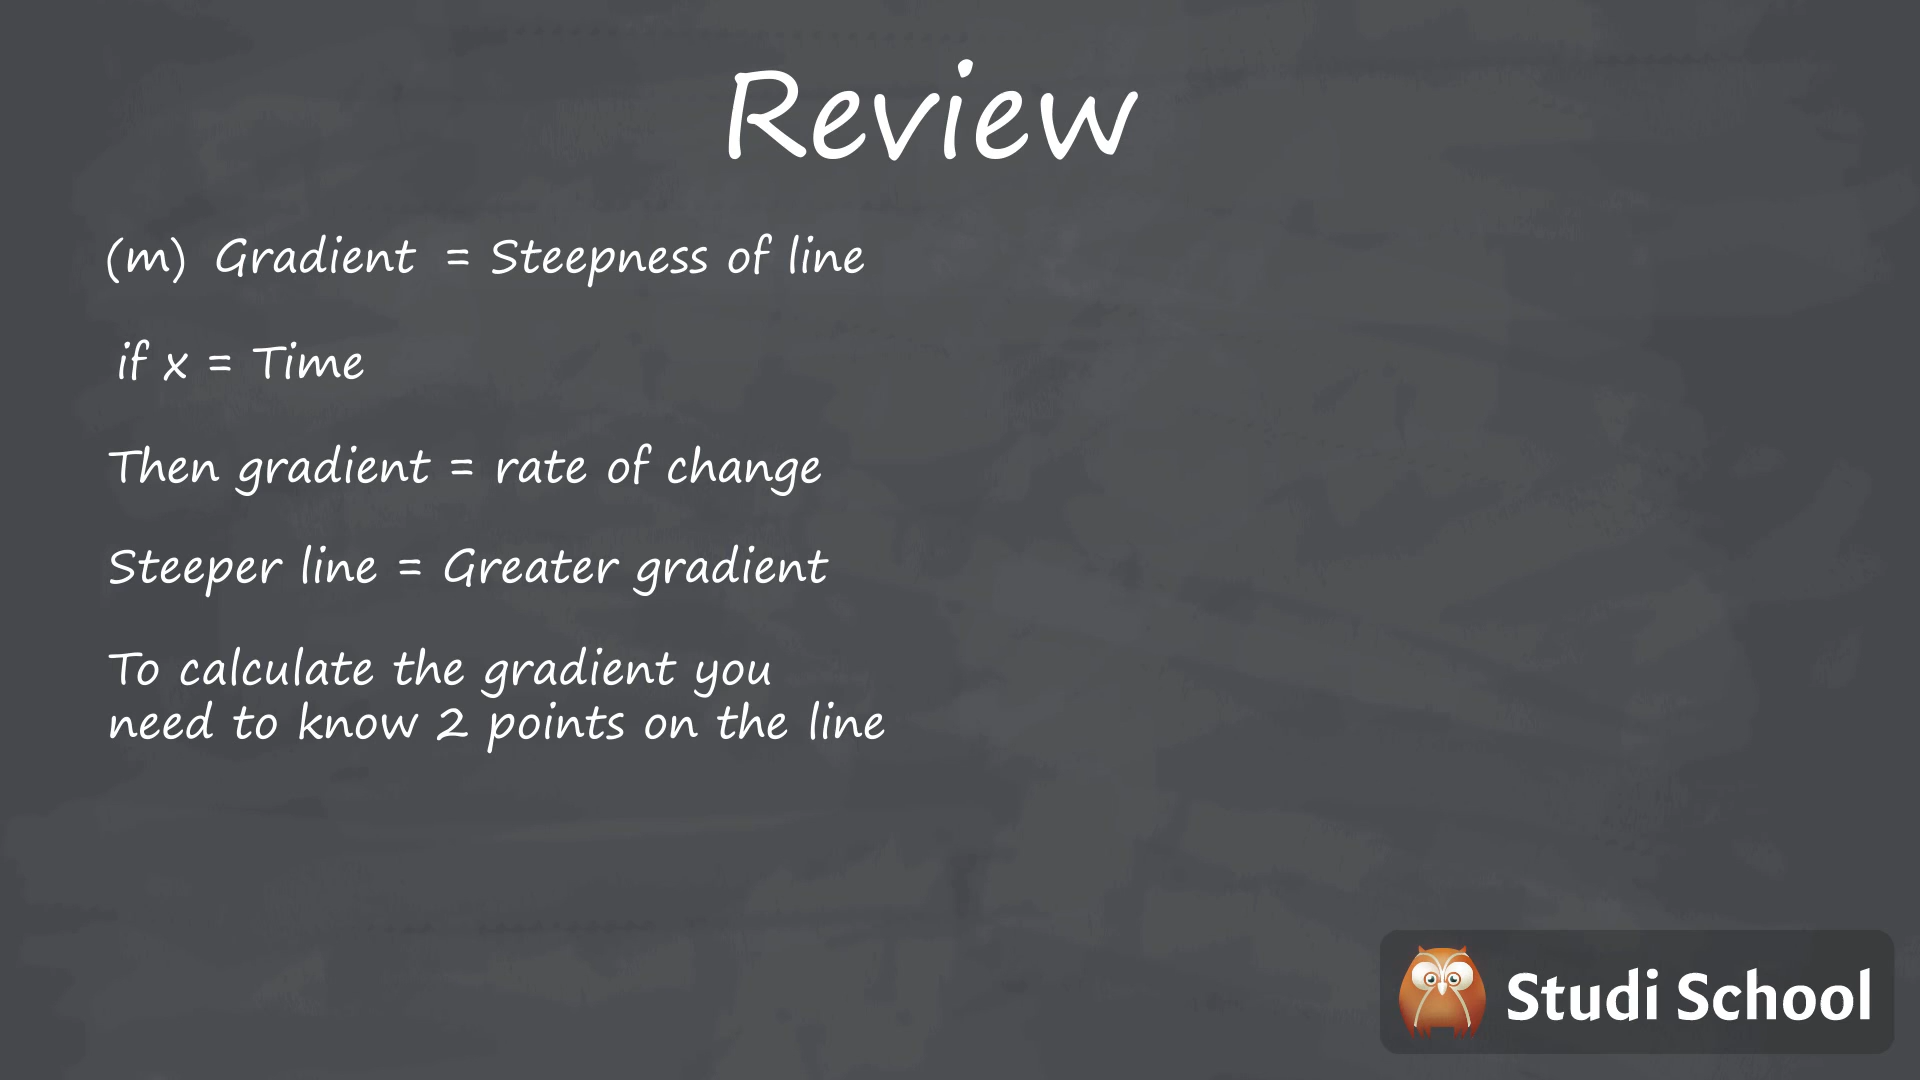 Review
(m) Gradient = Steepness of line
if x = Time
Then gradient = rate of change
Steeper line = Greater gradient
To calculate the gradient you
need to know 2 points on the line
Studi School